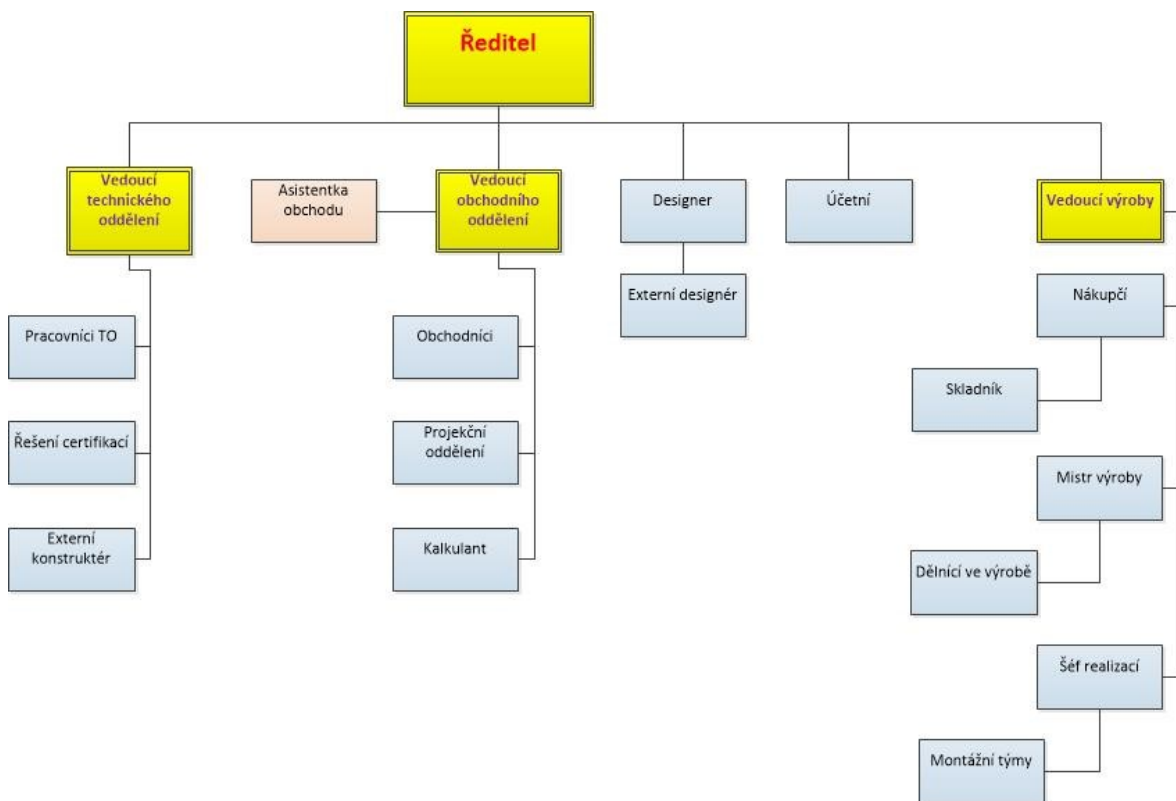 Ředitel
Vedoucí
technického
oddělení
Asistentka
obchodu
Vedoucí
obchodního
oddělení
Designer
Účetní
Vedoucí výroby
Externí designér
Nákupčí
Pracovníci TO
Obchodníci
Skladník
Řešení certifikací
Projekční
oddělení
Mistr výroby
Externí
konstruktér
Kalkulant
Dělnící ve výrobě
Šéf realizací
Montážní týmy